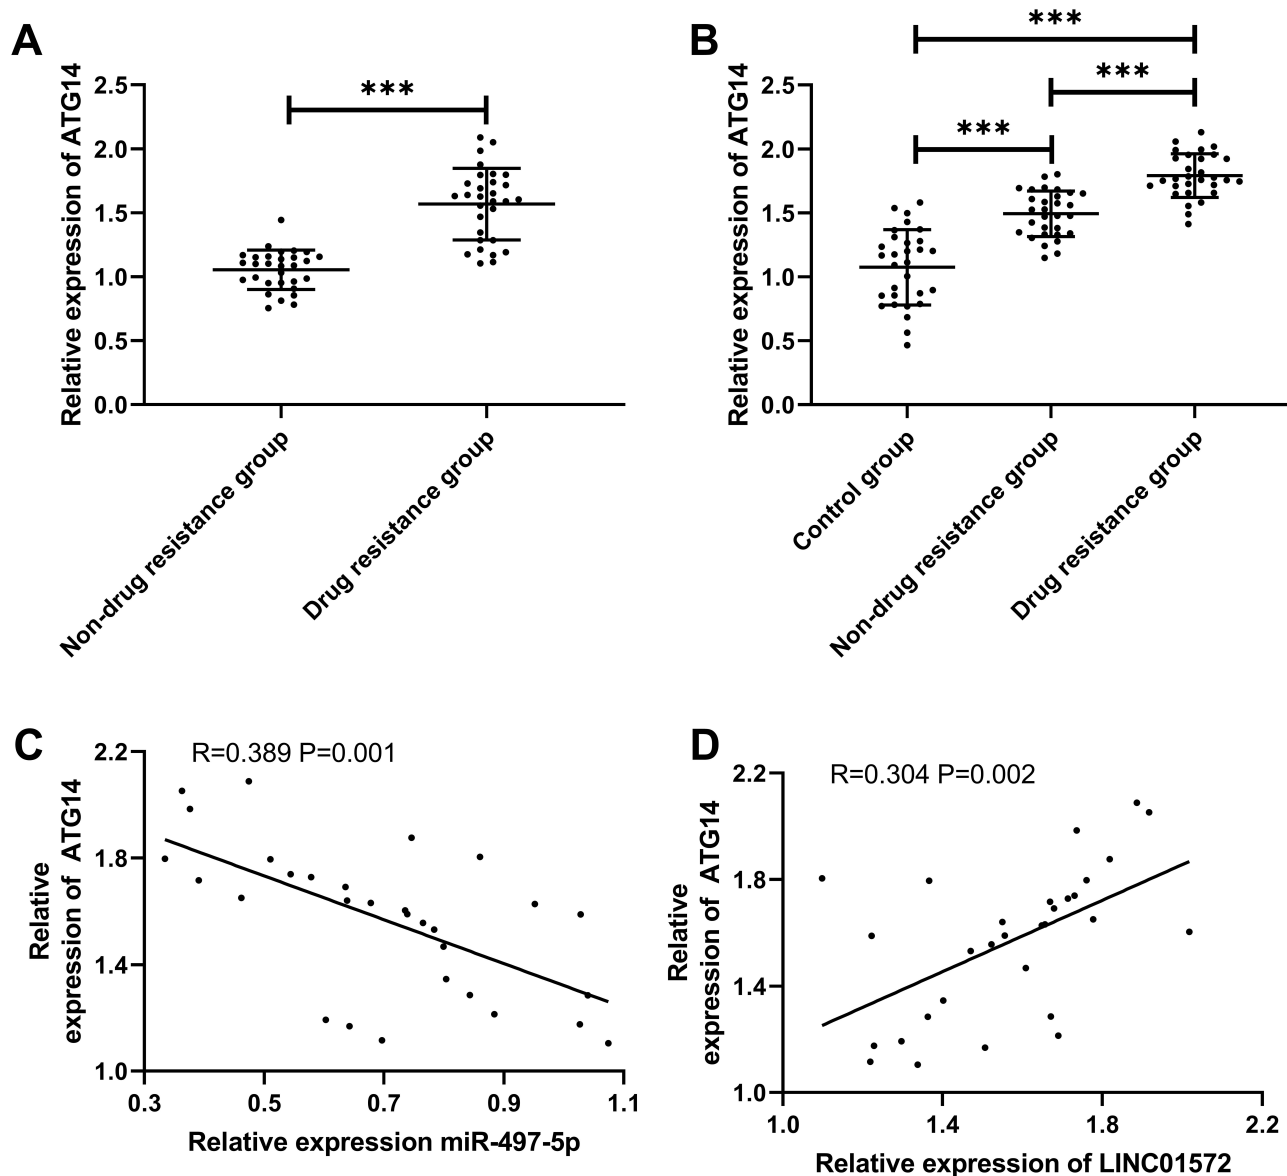 A
Relative expression of ATG14
2.5
2.0
1.5
1.0
0.5
0.0
***
Non-drug resistance group
Drug resistance group
B
Relative expression of ATG14
2.5
2.0
1.5
1.0
0.5
0.0
***
***
***
Control group
Non-drug resistance group
Drug resistance group
C
R=0.389 P=0.001
Relative
expression of ATG14
2.2
1.8
1.4
1.0
0.3 0.5 0.7 0.9 1.1
Relative expression miR-497-5p
D
R=0.304 P=0.002
Relative
expression of ATG14
2.2
1.8
1.4
1.0
1.0 1.4 1.8 2.2
Relative expression of LINC01572